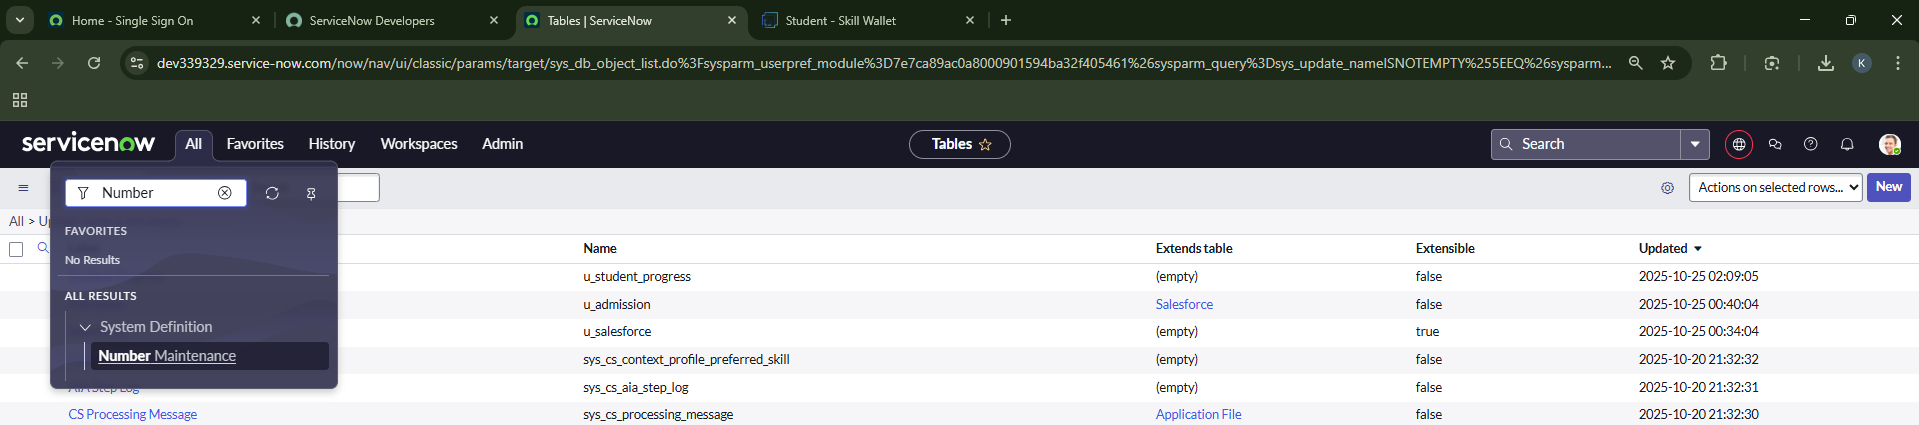 Home - Single Sign On
ServiceNow Developers
Tables | ServiceNow
Student - Skill Wallet
dev339329.service-now.com/now/nav/ui/classic/params/target/sys_db_object_list.do%3Fsysparm_userpref_module%3D7e7ca89ac0a8000901594ba32f405461%26sysparm_query%3Dsys_update_nameISNOTEMPTY%255EEQ%26sysparm...
K
servicenow All Favorites History Workspaces Admin Tables Search
Number
Actions on selected rows... New
All > Up
FAVORITES
No Results
ALL RESULTS
System Definition
Number Maintenance
Name Extends table Extensible Updated
u_student_progress (empty) false 2025-10-25 02:09:05
u_admission Salesforce false 2025-10-25 00:40:04
u_salesforce (empty) true 2025-10-25 00:34:04
sys_cs_context_profile_preferred_skill (empty) false 2025-10-20 21:32:32
AIA Step Log sys_cs_aia_step_log (empty) false 2025-10-20 21:32:31
CS Processing Message sys_cs_processing_message Application File false 2025-10-20 21:32:30